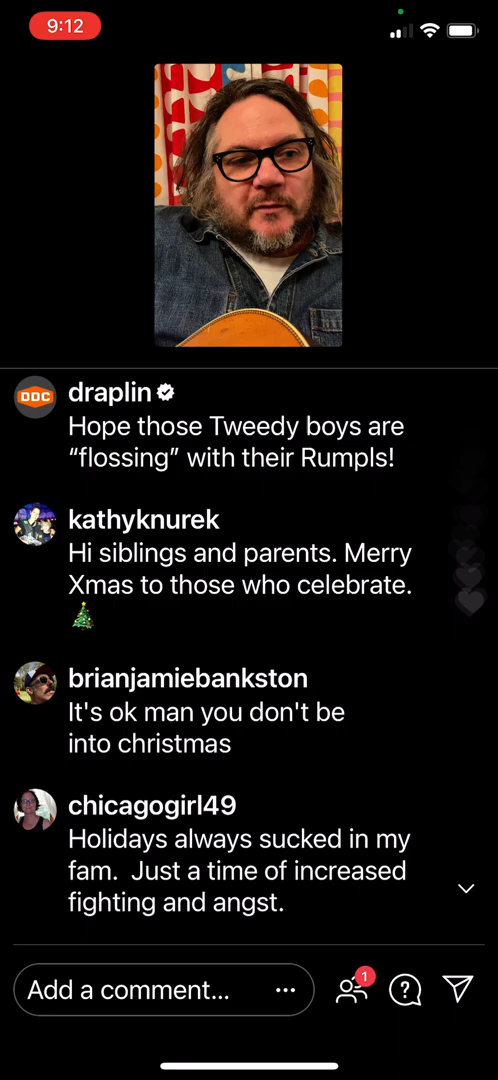 9:12
DDC
draplin
Hope those Tweedy boys are
“flossing” with their Rumpls!
kathyknurek
Hi siblings and parents. Merry
Xmas to those who celebrate.
🎄
brianjamiebankston
It's ok man you don't be
into christmas
chicagogirl49
Holidays always sucked in my
fam.  Just a time of increased
fighting and angst.
Add a comment... ...
1
?